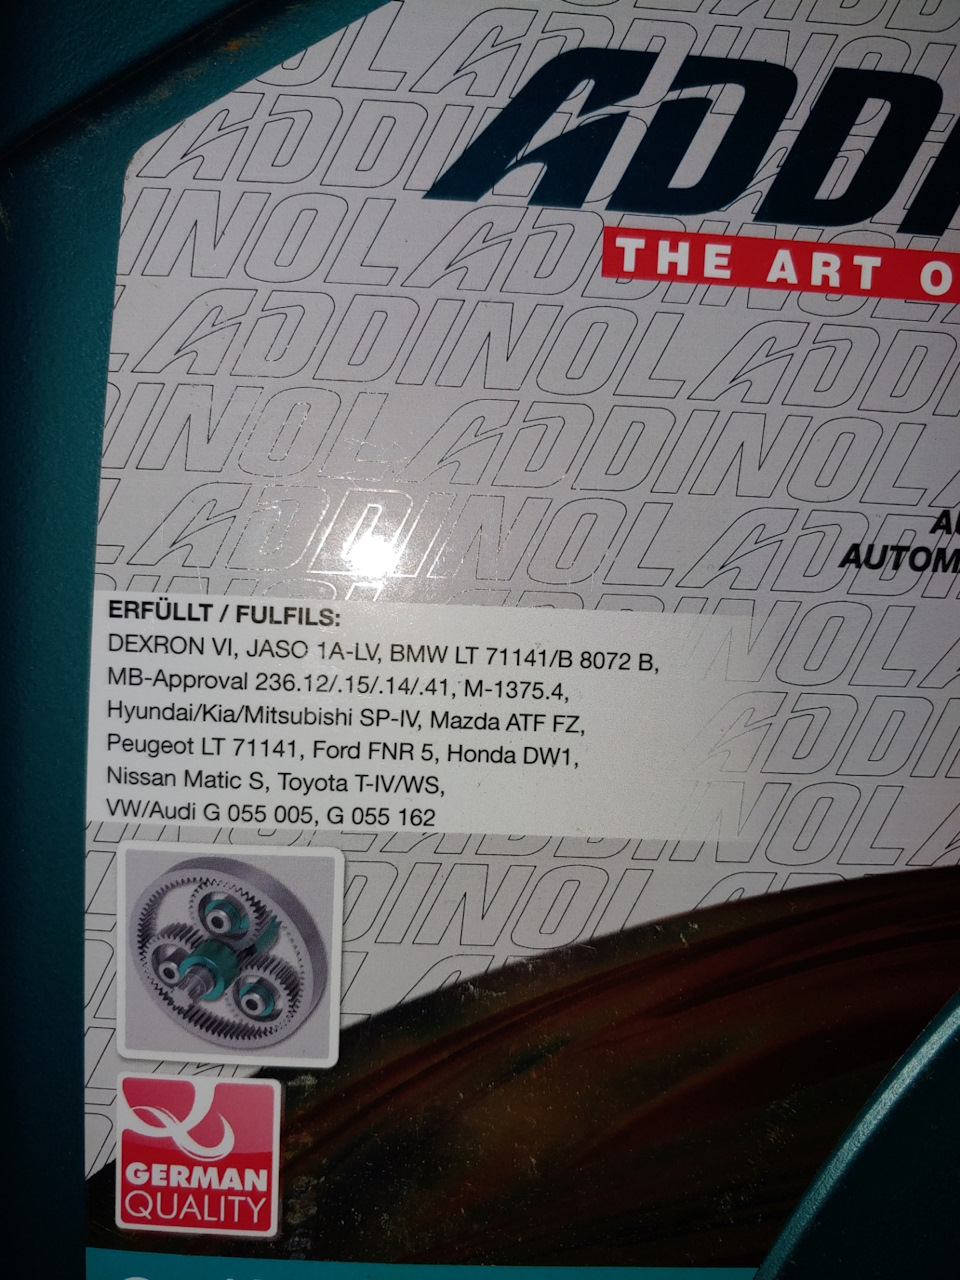 ADDI
THE ART O
AU
AUTOM
ERFÜLLT / FULFILS:
DEXRON VI, JASO 1A-LV, BMW LT 71141/B 8072 B,
MB-Approval 236.12/.15/.14/.41, M-1375.4,
Hyundai/Kia/Mitsubishi SP-IV, Mazda ATF FZ,
Peugeot LT 71141, Ford FNR 5, Honda DW1,
Nissan Matic S, Toyota T-IV/WS,
VW/Audi G 055 005, G 055 162
GERMAN
QUALITY